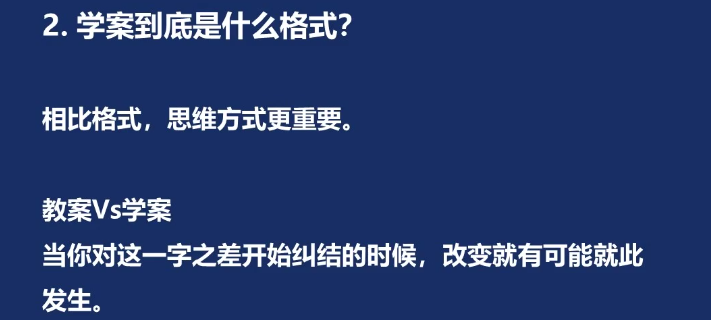 2. 学案到底是什么格式？
相比格式，思维方式更重要。
教案Vs学案
当你对这一字之差开始纠结的时候，改变就有可能就此
发生。